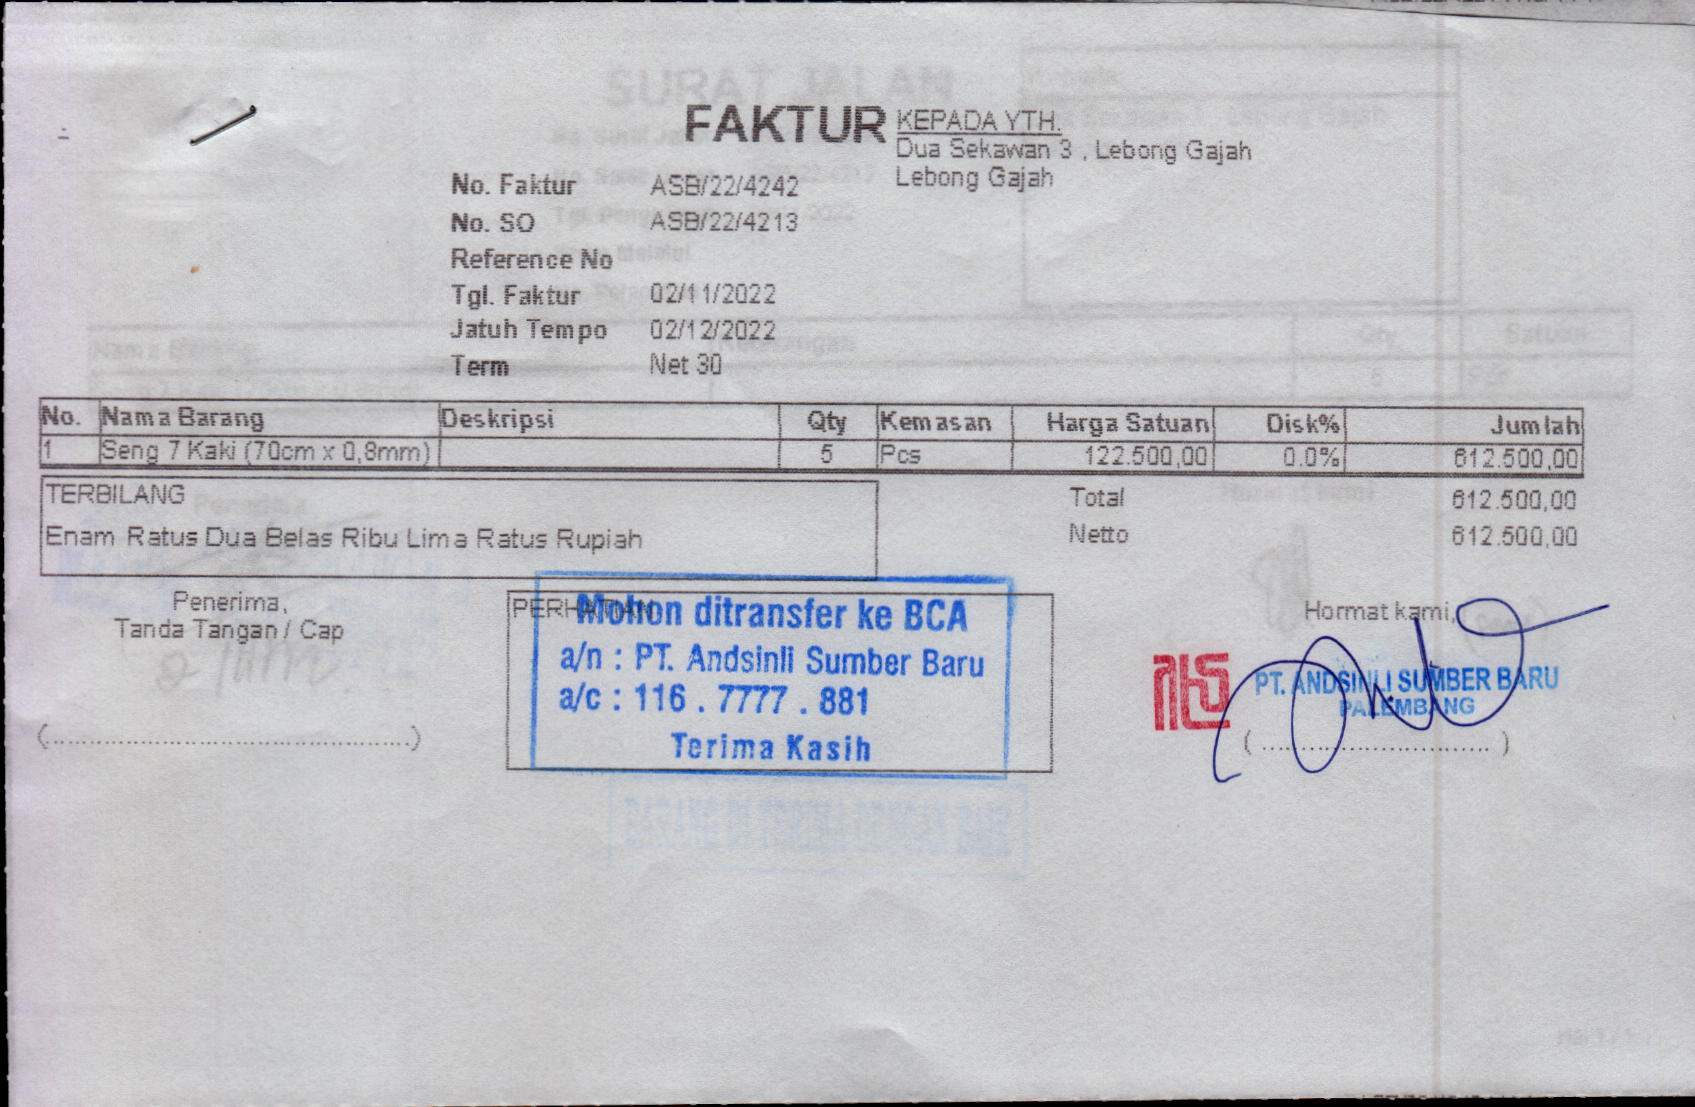 FAKTUR
KEPADA YTH.
Dua Sekawan 3 , Lebong Gajah
Lebong Gajah
No. Faktur ASB/22/4242
No. SO ASB/22/4213
Reference No
Tgl. Faktur 02/11/2022
Jatuh Tempo 02/12/2022
Term Net 30
No. Nama Barang Deskripsi Qty Kemasan Harga Satuan Disk% Jumlah
1 Seng 7 Kaki (70cm x 0,8mm) 5 Pcs 122.500,00 0.0% 612.500,00
TERBILANG
Enam Ratus Dua Belas Ribu Lima Ratus Rupiah
Total 612.500,00
Netto 612.500,00
Penerima,
Tanda Tangan / Cap
(..........................................)
PERHATIAN
Mohon ditransfer ke BCA
a/n : PT. Andsinli Sumber Baru
a/c : 116 . 7777 . 881
Terima Kasih
Hormat kami,
PT. ANDSINLI SUMBER BARU
PALEMBANG
( .............................. )
SURAT JALAN